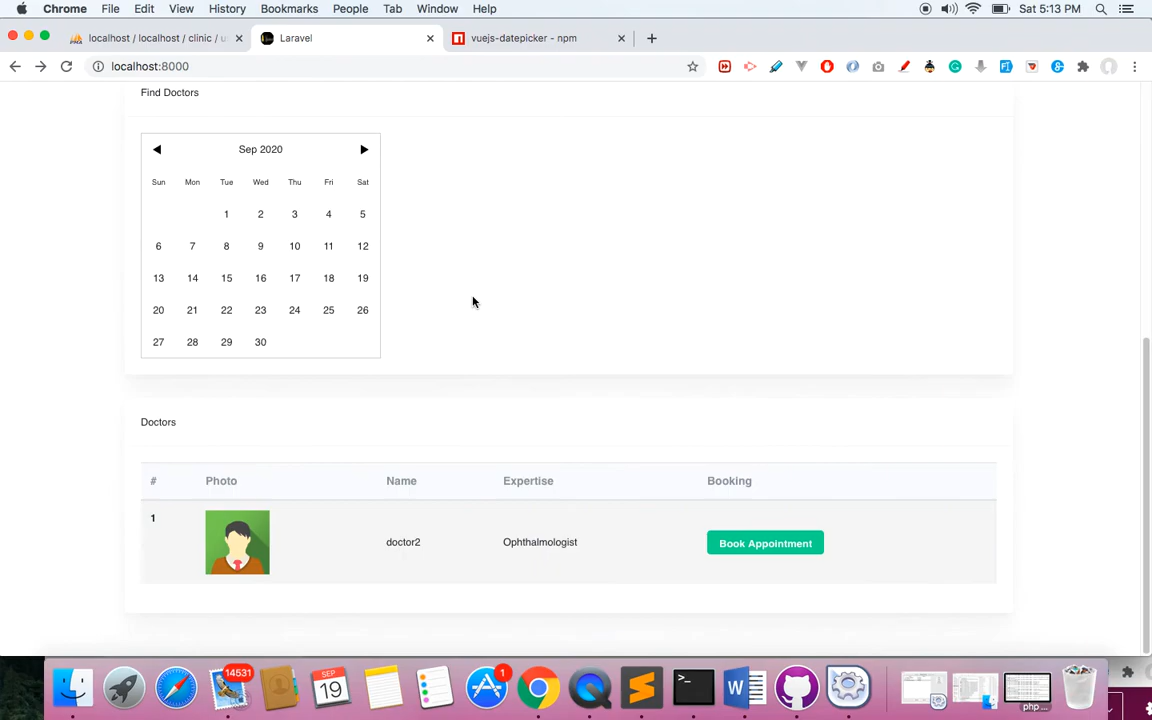 Chrome File Edit View History Bookmarks People Tab Window Help Sat 5:13 PM
localhost / localhost / clinic / u Laravel vuejs-datepicker - npm
localhost:8000
Find Doctors
Sep 2020
Sun Mon Tue Wed Thu Fri Sat
1 2 3 4 5
6 7 8 9 10 11 12
13 14 15 16 17 18 19
20 21 22 23 24 25 26
27 28 29 30
Doctors
# Photo Name Expertise Booking
1 doctor2 Ophthalmologist Book Appointment
14531 SEP 19 1 >_ W php ...